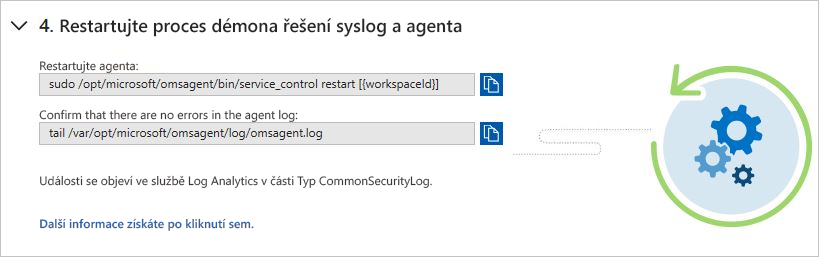 4. Restartujte proces démona řešení syslog a agenta
Restartujte agenta:
sudo /opt/microsoft/omsagent/bin/service_control restart [{workspaceId}]
Confirm that there are no errors in the agent log:
tail /var/opt/microsoft/omsagent/log/omsagent.log
Události se objeví ve službě Log Analytics v části Typ CommonSecurityLog.
Další informace získáte po kliknutí sem.